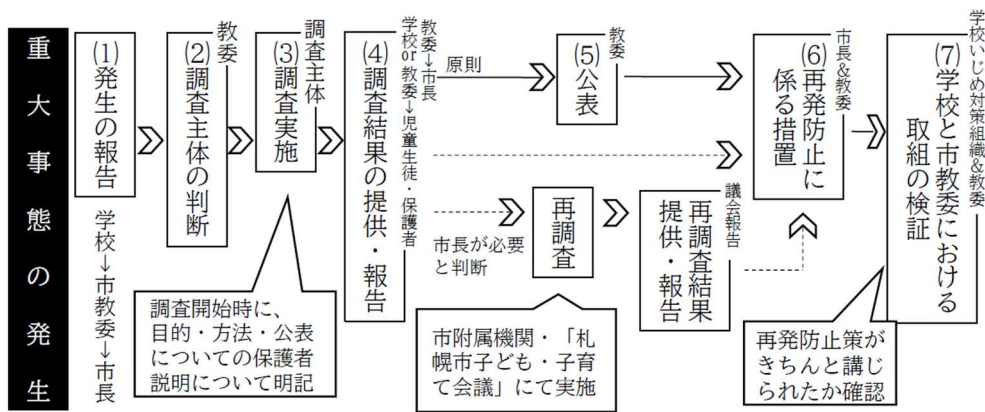 重大事態の発生
(1)発生の報告
学校→市教委→市長
(2)調査主体の判断
教委
(3)調査実施
調査主体
調査開始時に、
目的・方法・公表
についての保護者
説明について明記
(4)調査結果の提供・報告
教委→市長
学校or教委→児童生徒・保護者
原則
(5)公表
教委
市長が必要
と判断
再調査
市附属機関・「札
幌市子ども・子育
て会議」にて実施
再調査結果
提供・報告
議会報告
(6)再発防止に
係る措置
市長&教委
(7)学校と市教委における
取組の検証
学校いじめ対策組織&教委
再発防止策が
きちんと講じ
られたか確認